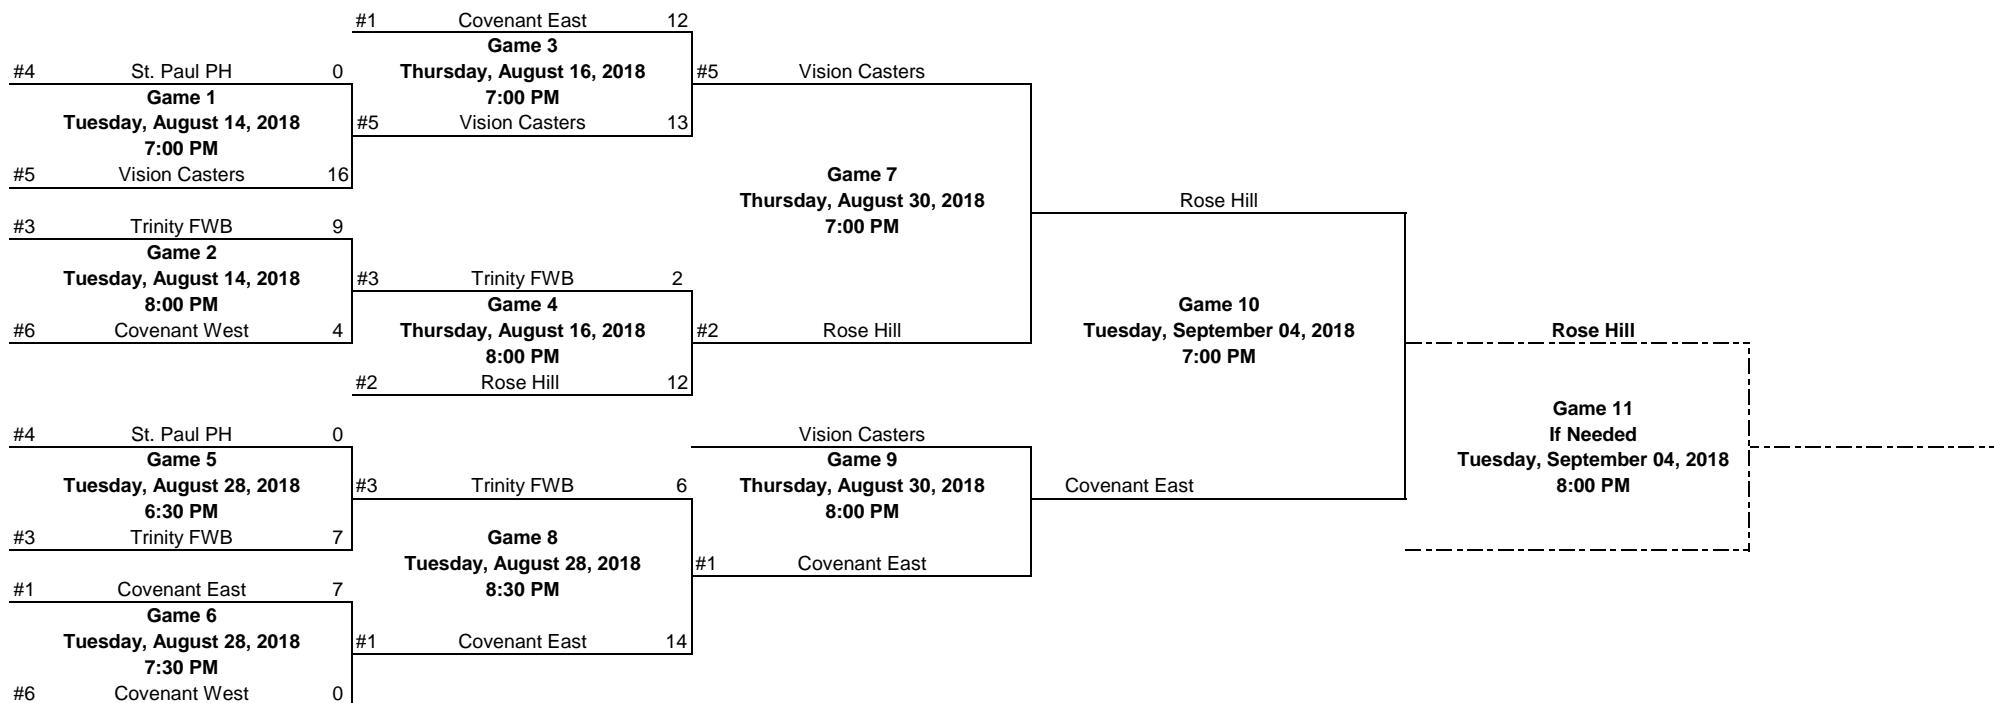 #1 Covenant East 12
Game 3
#4 St. Paul PH 0 Thursday, August 16, 2018 #5 Vision Casters
Game 1 7:00 PM
Tuesday, August 14, 2018 #5 Vision Casters 13
7:00 PM
#5 Vision Casters 16 Game 7
Thursday, August 30, 2018 Rose Hill
#3 Trinity FWB 9 7:00 PM
Game 2
Tuesday, August 14, 2018 #3 Trinity FWB 2
8:00 PM Game 4 Game 10
#6 Covenant West 4 Thursday, August 16, 2018 #2 Rose Hill Tuesday, September 04, 2018 Rose Hill
8:00 PM 7:00 PM
#2 Rose Hill 12
Game 11
#4 St. Paul PH 0 Vision Casters If Needed
Game 5 Game 9 Tuesday, September 04, 2018
Tuesday, August 28, 2018 #3 Trinity FWB 6 Thursday, August 30, 2018 Covenant East 8:00 PM
6:30 PM 8:00 PM
#3 Trinity FWB 7 Game 8
Tuesday, August 28, 2018 #1 Covenant East
#1 Covenant East 7 8:30 PM
Game 6
Tuesday, August 28, 2018 #1 Covenant East 14
7:30 PM
#6 Covenant West 0